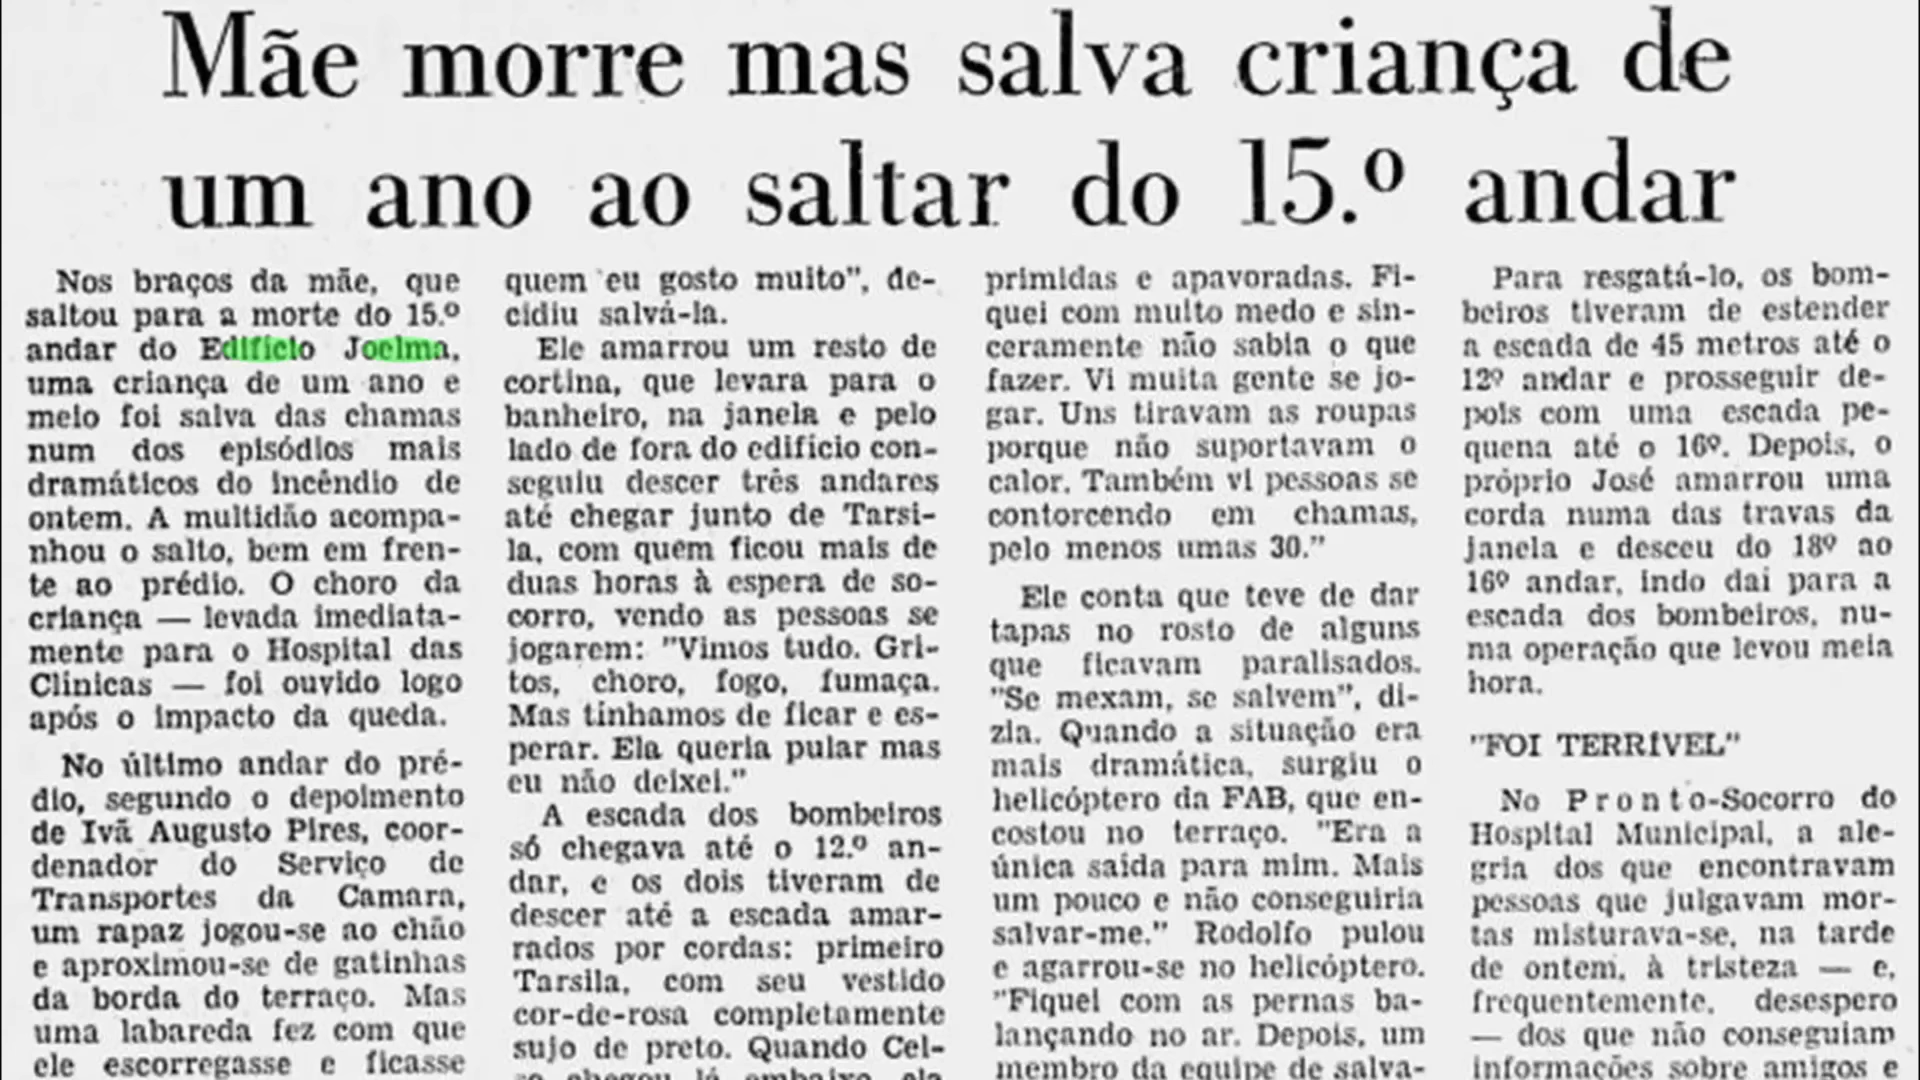 Mãe morre mas salva criança de
um ano ao saltar do 15.º andar
Nos braços da mãe, que
saltou para a morte do 15.º
andar do Edifício Joelma,
uma criança de um ano e
meio foi salva das chamas
num dos episódios mais
dramáticos do incêndio de
ontem. A multidão acompa-
nhou o salto, bem em fren-
te ao prédio. O choro da
criança — levada imediata-
mente para o Hospital das
Clínicas — foi ouvido logo
após o impacto da queda.
No último andar do pré-
dio, segundo o depoimento
de Ivã Augusto Pires, coor-
denador do Serviço de
Transportes da Camara,
um rapaz jogou-se ao chão
e aproximou-se de gatinhas
da borda do terraço. Mas
uma labareda fez com que
ele escorregasse e ficasse
quem eu gosto muito", de-
cidiu salvá-la.
Ele amarrou um resto de
cortina, que levara para o
banheiro, na janela e pelo
lado de fora do edifício con-
seguiu descer três andares
até chegar junto de Tarsi-
la, com quem ficou mais de
duas horas à espera de so-
corro, vendo as pessoas se
jogarem: "Vimos tudo. Gri-
tos, choro, fogo, fumaça.
Mas tínhamos de ficar e es-
perar. Ela queria pular mas
eu não deixei."
A escada dos bombeiros
só chegava até o 12.º an-
dar, e os dois tiveram de
descer até a escada amar-
rados por cordas: primeiro
Tarsila, com seu vestido
cor-de-rosa completamente
sujo de preto. Quando Cel-
so chegou lá embaixo, ela
primidas e apavoradas. Fi-
quei com muito medo e sin-
ceramente não sabia o que
fazer. Vi muita gente se jo-
gar. Uns tiravam as roupas
porque não suportavam o
calor. Também vi pessoas se
contorcendo em chamas,
pelo menos umas 30."
Ele conta que teve de dar
tapas no rosto de alguns
que ficavam paralisados.
"Se mexam, se salvem", di-
zia. Quando a situação era
mais dramática, surgiu o
helicóptero da FAB, que en-
costou no terraço. "Era a
única saída para mim. Mais
um pouco e não conseguiria
salvar-me." Rodolfo pulou
e agarrou-se no helicóptero.
"Fiquei com as pernas ba-
lançando no ar. Depois, um
membro da equipe de salva-
Para resgatá-lo, os bom-
beiros tiveram de estender
a escada de 45 metros até o
12º andar e prosseguir de-
pois com uma escada pe-
quena até o 16º. Depois, o
próprio José amarrou uma
corda numa das travas da
janela e desceu do 18º ao
16º andar, indo daí para a
escada dos bombeiros, nu-
ma operação que levou meia
hora.
"FOI TERRÍVEL"
No Pronto-Socorro do
Hospital Municipal, a ale-
gria dos que encontravam
pessoas que julgavam mor-
tas misturava-se, na tarde
de ontem, à tristeza — e,
frequentemente, desespero
— dos que não conseguiam
informações sobre amigos e